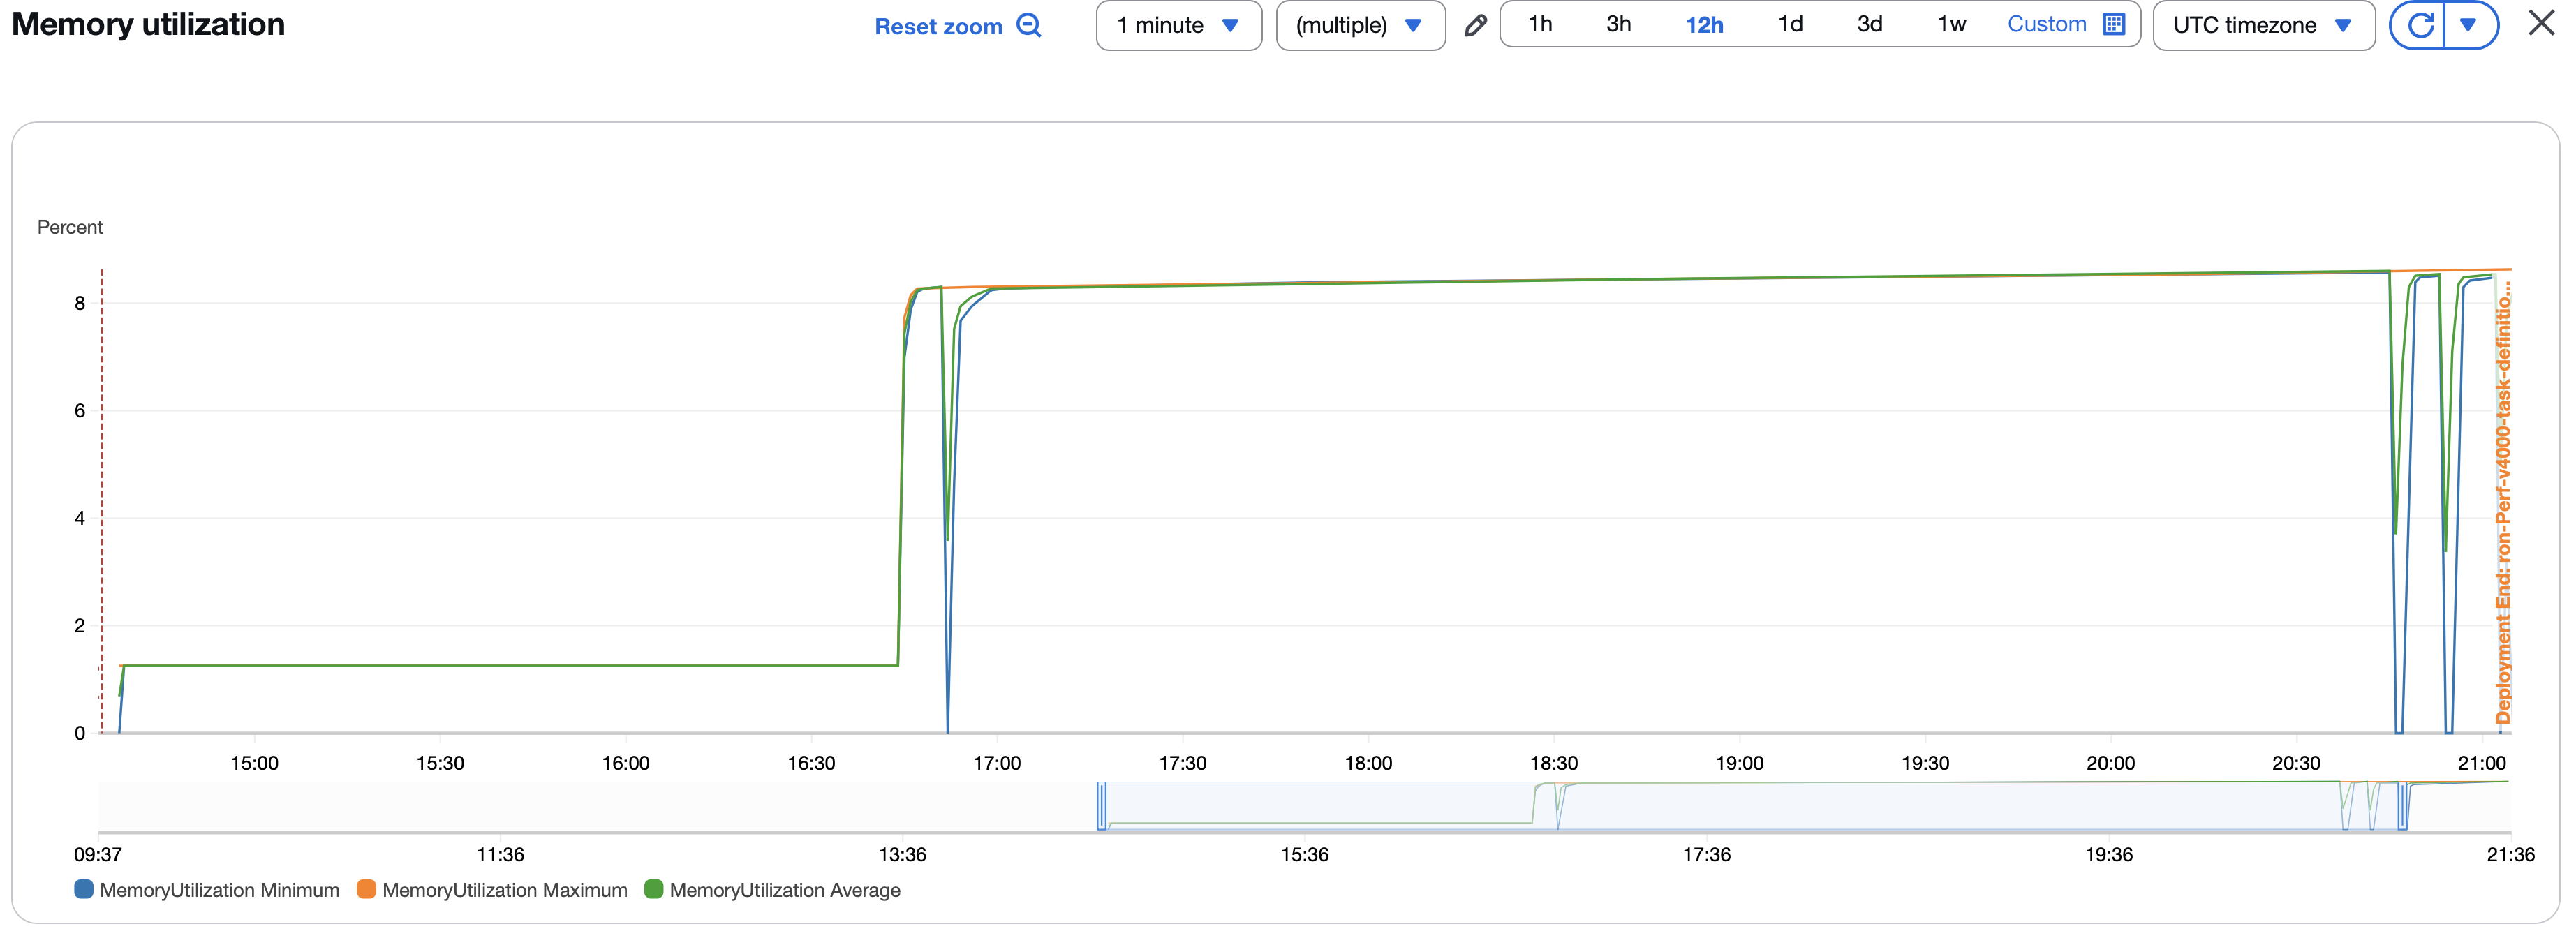 Memory utilization
Reset zoom
1 minute
(multiple)
1h 3h 12h 1d 3d 1w Custom
UTC timezone
Percent
8
6
4
2
0
Deployment End: ron-Perf-v4000-task-definitio...
15:00 15:30 16:00 16:30 17:00 17:30 18:00 18:30 19:00 19:30 20:00 20:30 21:00
09:37 11:36 13:36 15:36 17:36 19:36 21:36
MemoryUtilization Minimum MemoryUtilization Maximum MemoryUtilization Average